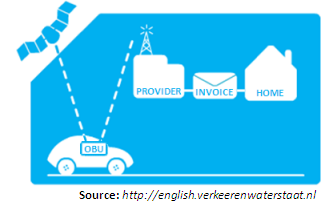 PROVIDER INVOICE HOME
OBU
Source: http://english.verkeerenwaterstaat.nl